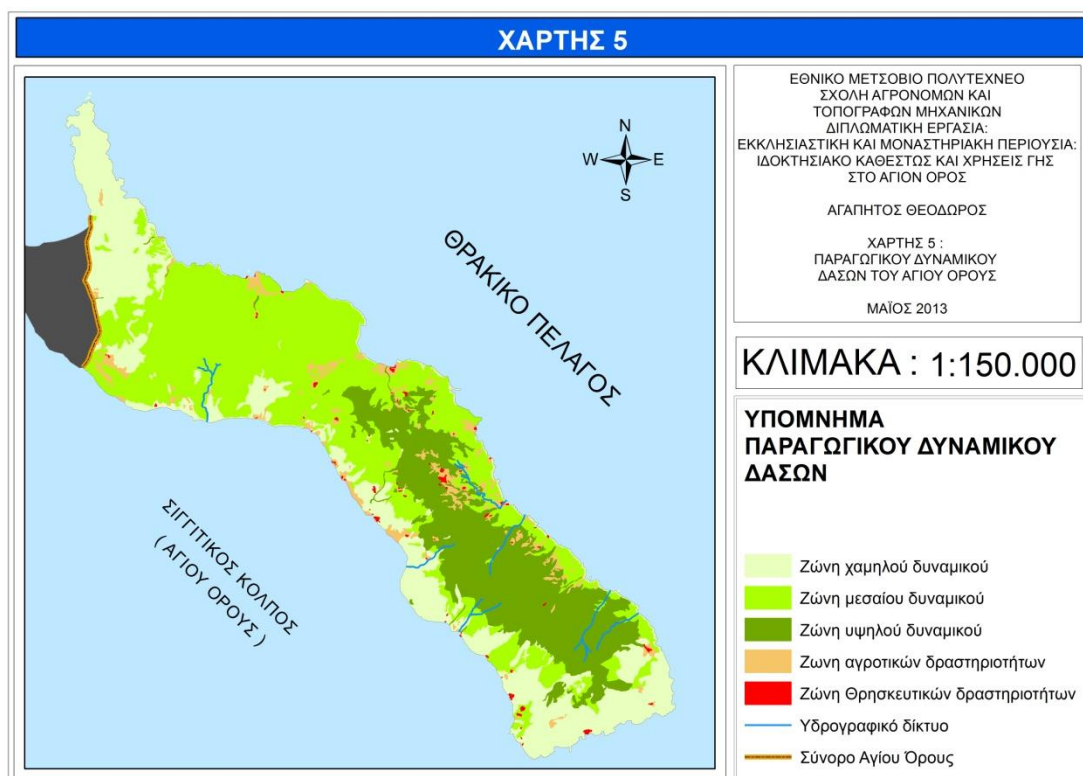 ΧΑΡΤΗΣ 5
N
W E
S
ΘΡΑΚΙΚΟ ΠΕΛΑΓΟΣ
ΣΙΓΓΙΤΙΚΟΣ ΚΟΛΠΟΣ
( ΑΓΙΟΥ ΟΡΟΥΣ )
ΕΘΝΙΚΟ ΜΕΤΣΟΒΙΟ ΠΟΛΥΤΕΧΝΕΟ
ΣΧΟΛΗ ΑΓΡΟΝΟΜΩΝ ΚΑΙ
ΤΟΠΟΓΡΑΦΩΝ ΜΗΧΑΝΙΚΩΝ
ΔΙΠΛΩΜΑΤΙΚΗ ΕΡΓΑΣΙΑ:
ΕΚΚΛΗΣΙΑΣΤΙΚΗ ΚΑΙ ΜΟΝΑΣΤΗΡΙΑΚΗ ΠΕΡΙΟΥΣΙΑ:
ΙΔΟΚΤΗΣΙΑΚΟ ΚΑΘΕΣΤΩΣ ΚΑΙ ΧΡΗΣΕΙΣ ΓΗΣ
ΣΤΟ ΑΓΙΟΝ ΟΡΟΣ
ΑΓΑΠΗΤΟΣ ΘΕΟΔΩΡΟΣ
ΧΑΡΤΗΣ 5 :
ΠΑΡΑΓΩΓΙΚΟΥ ΔΥΝΑΜΙΚΟΥ
ΔΑΣΩΝ ΤΟΥ ΑΓΙΟΥ ΟΡΟΥΣ
ΜΑΪΟΣ 2013
ΚΛΙΜΑΚΑ : 1:150.000
ΥΠΟΜΝΗΜΑ
ΠΑΡΑΓΩΓΙΚΟΥ ΔΥΝΑΜΙΚΟΥ
ΔΑΣΩΝ
Ζώνη χαμηλού δυναμικού
Ζώνη μεσαίου δυναμικού
Ζώνη υψηλού δυναμικού
Ζωνη αγροτικών δραστηριοτήτων
Ζώνη Θρησκευτικών δραστηριοτήτων
Υδρογραφικό δίκτυο
Σύνορο Αγίου Όρους